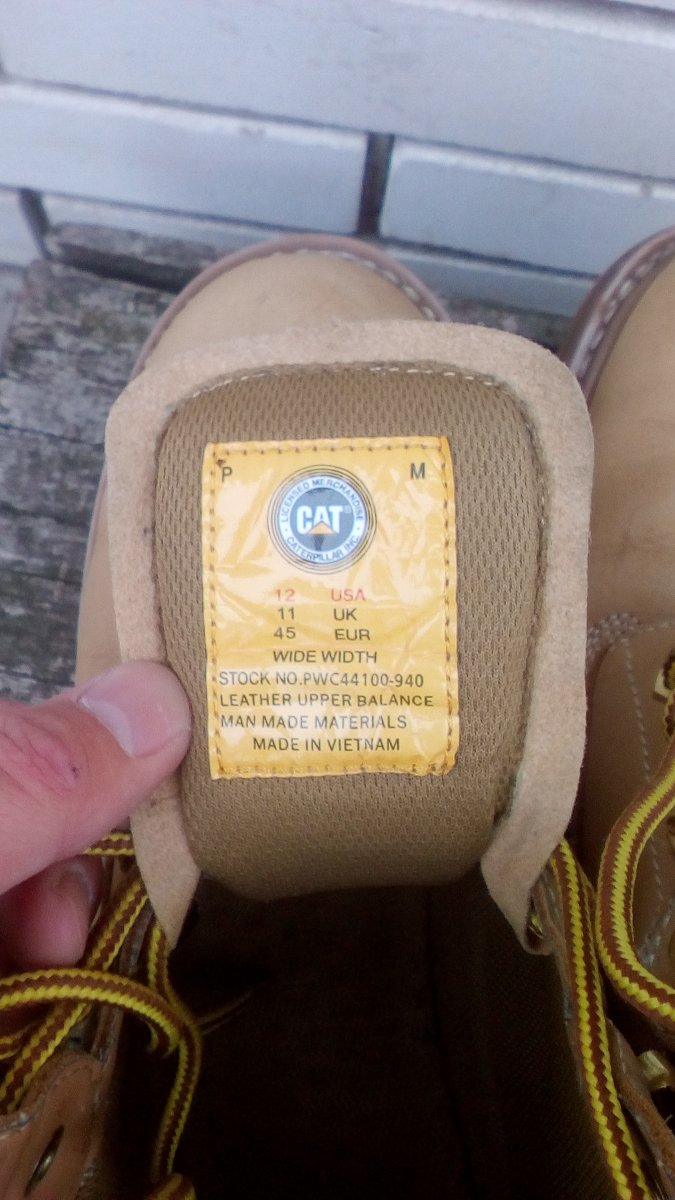 P M
LICENSED MERCHANDISE
CAT®
CATERPILLAR INC.
12 USA
11 UK
45 EUR
WIDE WIDTH
STOCK NO.PWC44100-940
LEATHER UPPER BALANCE
MAN MADE MATERIALS
MADE IN VIETNAM